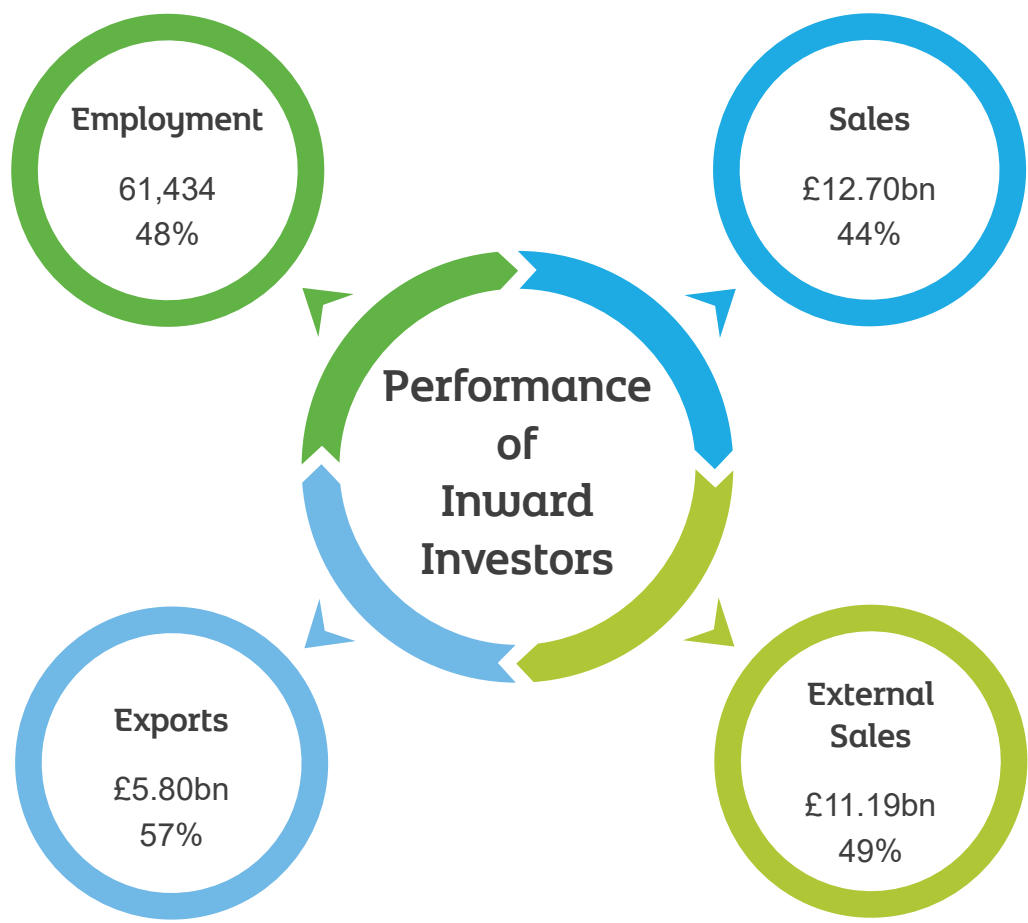 Employment
61,434
48%
Sales
£12.70bn
44%
Performance
of
Inward
Investors
Exports
£5.80bn
57%
External
Sales
£11.19bn
49%